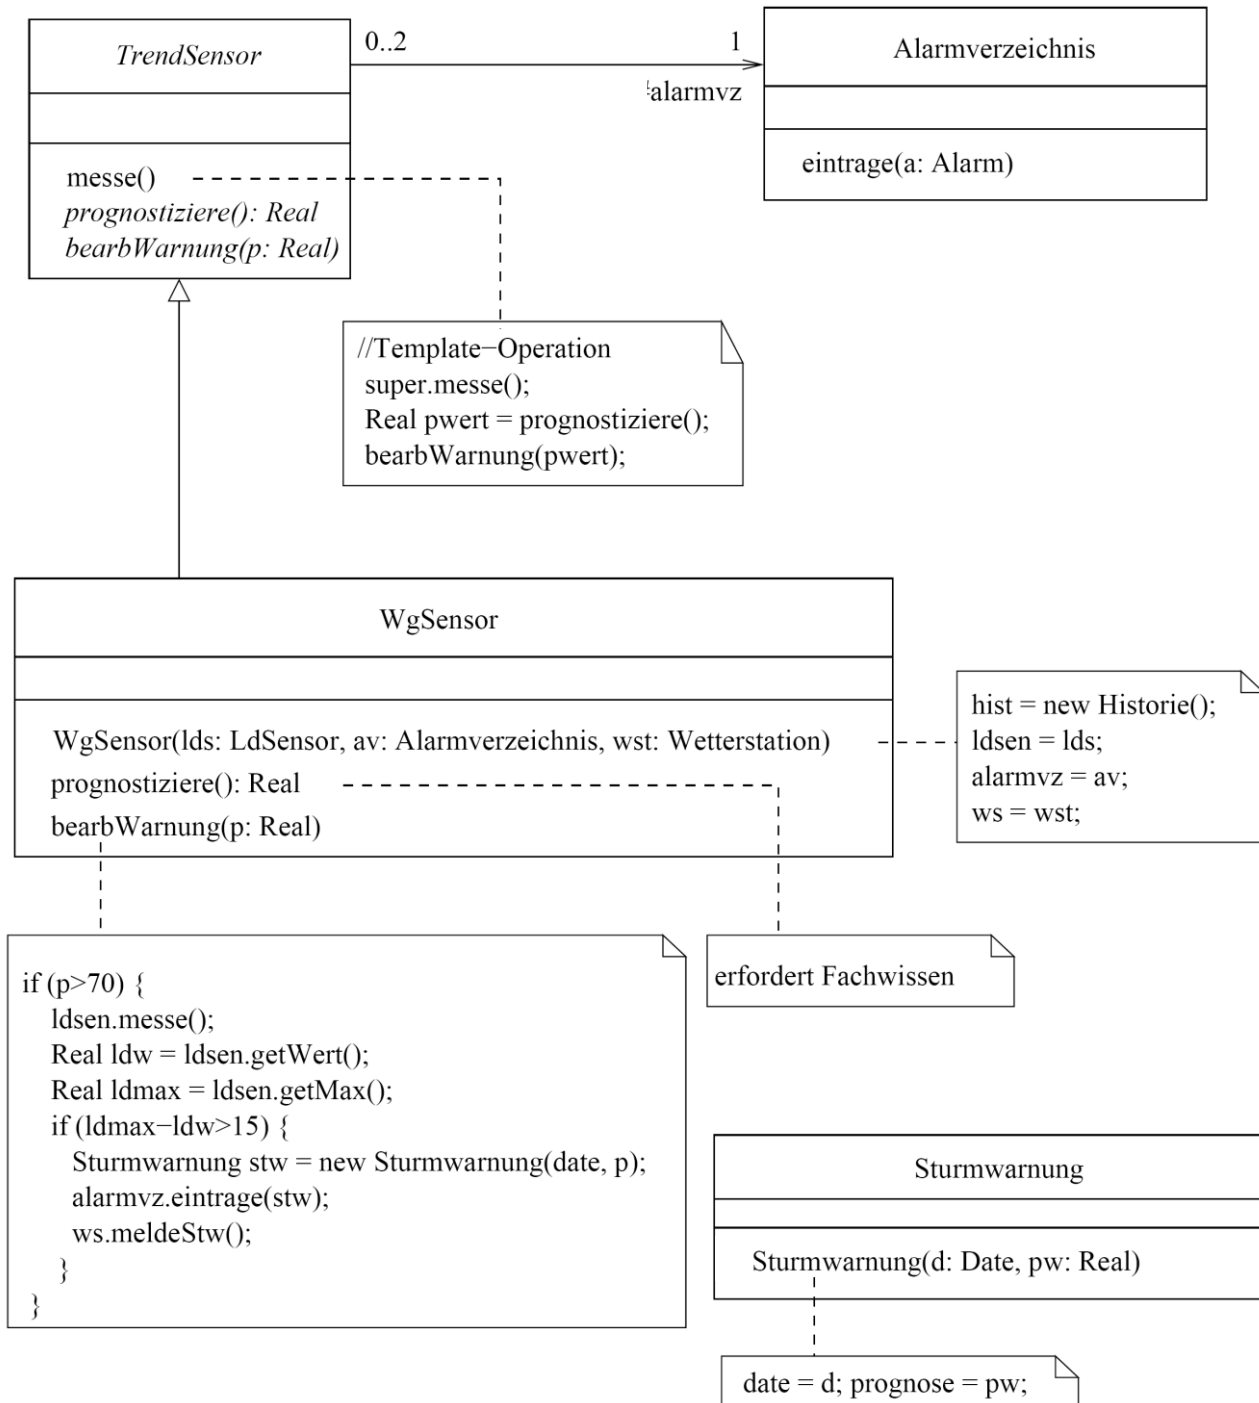 TrendSensor
0..2
1
#alarmvz
Alarmverzeichnis
eintrage(a: Alarm)
messe()
prognostiziere(): Real
bearbWarnung(p: Real)
//Template−Operation
super.messe();
Real pwert = prognostiziere();
bearbWarnung(pwert);
WgSensor
WgSensor(lds: LdSensor, av: Alarmverzeichnis, wst: Wetterstation)
prognostiziere(): Real
bearbWarnung(p: Real)
hist = new Historie();
ldsen = lds;
alarmvz = av;
ws = wst;
if (p>70) {
ldsen.messe();
Real ldw = ldsen.getWert();
Real ldmax = ldsen.getMax();
if (ldmax−ldw>15) {
Sturmwarnung stw = new Sturmwarnung(date, p);
alarmvz.eintrage(stw);
ws.meldeStw();
}
}
erfordert Fachwissen
Sturmwarnung
Sturmwarnung(d: Date, pw: Real)
date = d; prognose = pw;